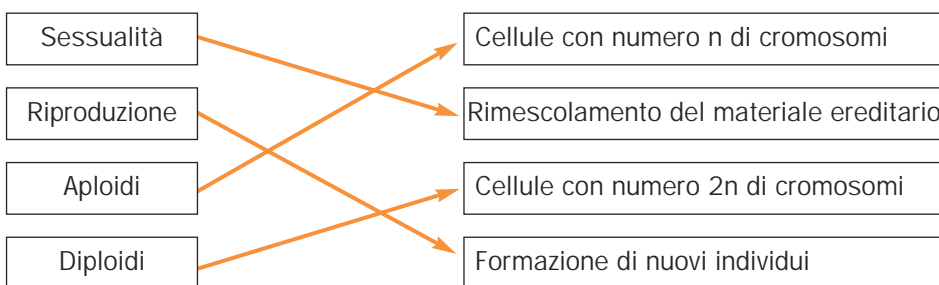 Sessualità
Cellule con numero n di cromosomi
Riproduzione
Rimescolamento del materiale ereditario
Aploidi
Cellule con numero 2n di cromosomi
Diploidi
Formazione di nuovi individui